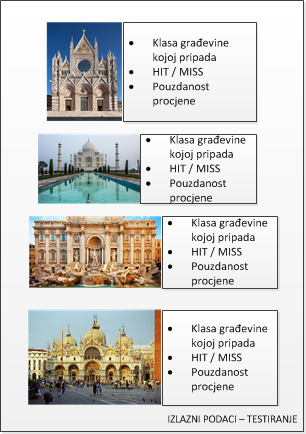 • Klasa građevine
kojoj pripada
• HIT / MISS
• Pouzdanost
procjene
• Klasa građevine
kojoj pripada
• HIT / MISS
• Pouzdanost
procjene
• Klasa građevine
kojoj pripada
• HIT / MISS
• Pouzdanost
procjene
• Klasa građevine
kojoj pripada
• HIT / MISS
• Pouzdanost
procjene
IZLAZNI PODACI – TESTIRANJE